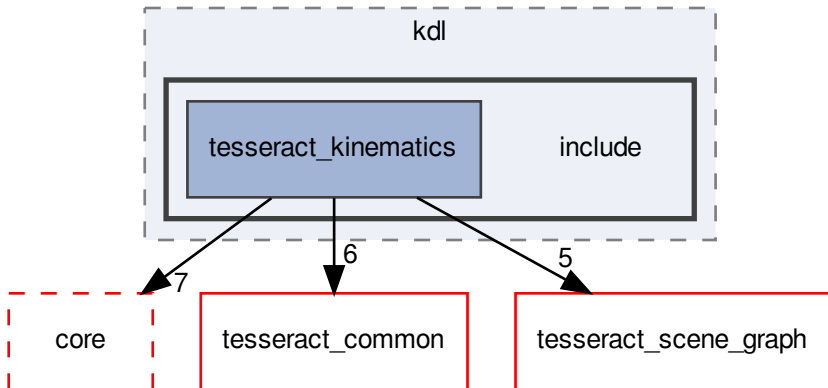 kdl
tesseract_kinematics
include
7
6
5
core
tesseract_common
tesseract_scene_graph